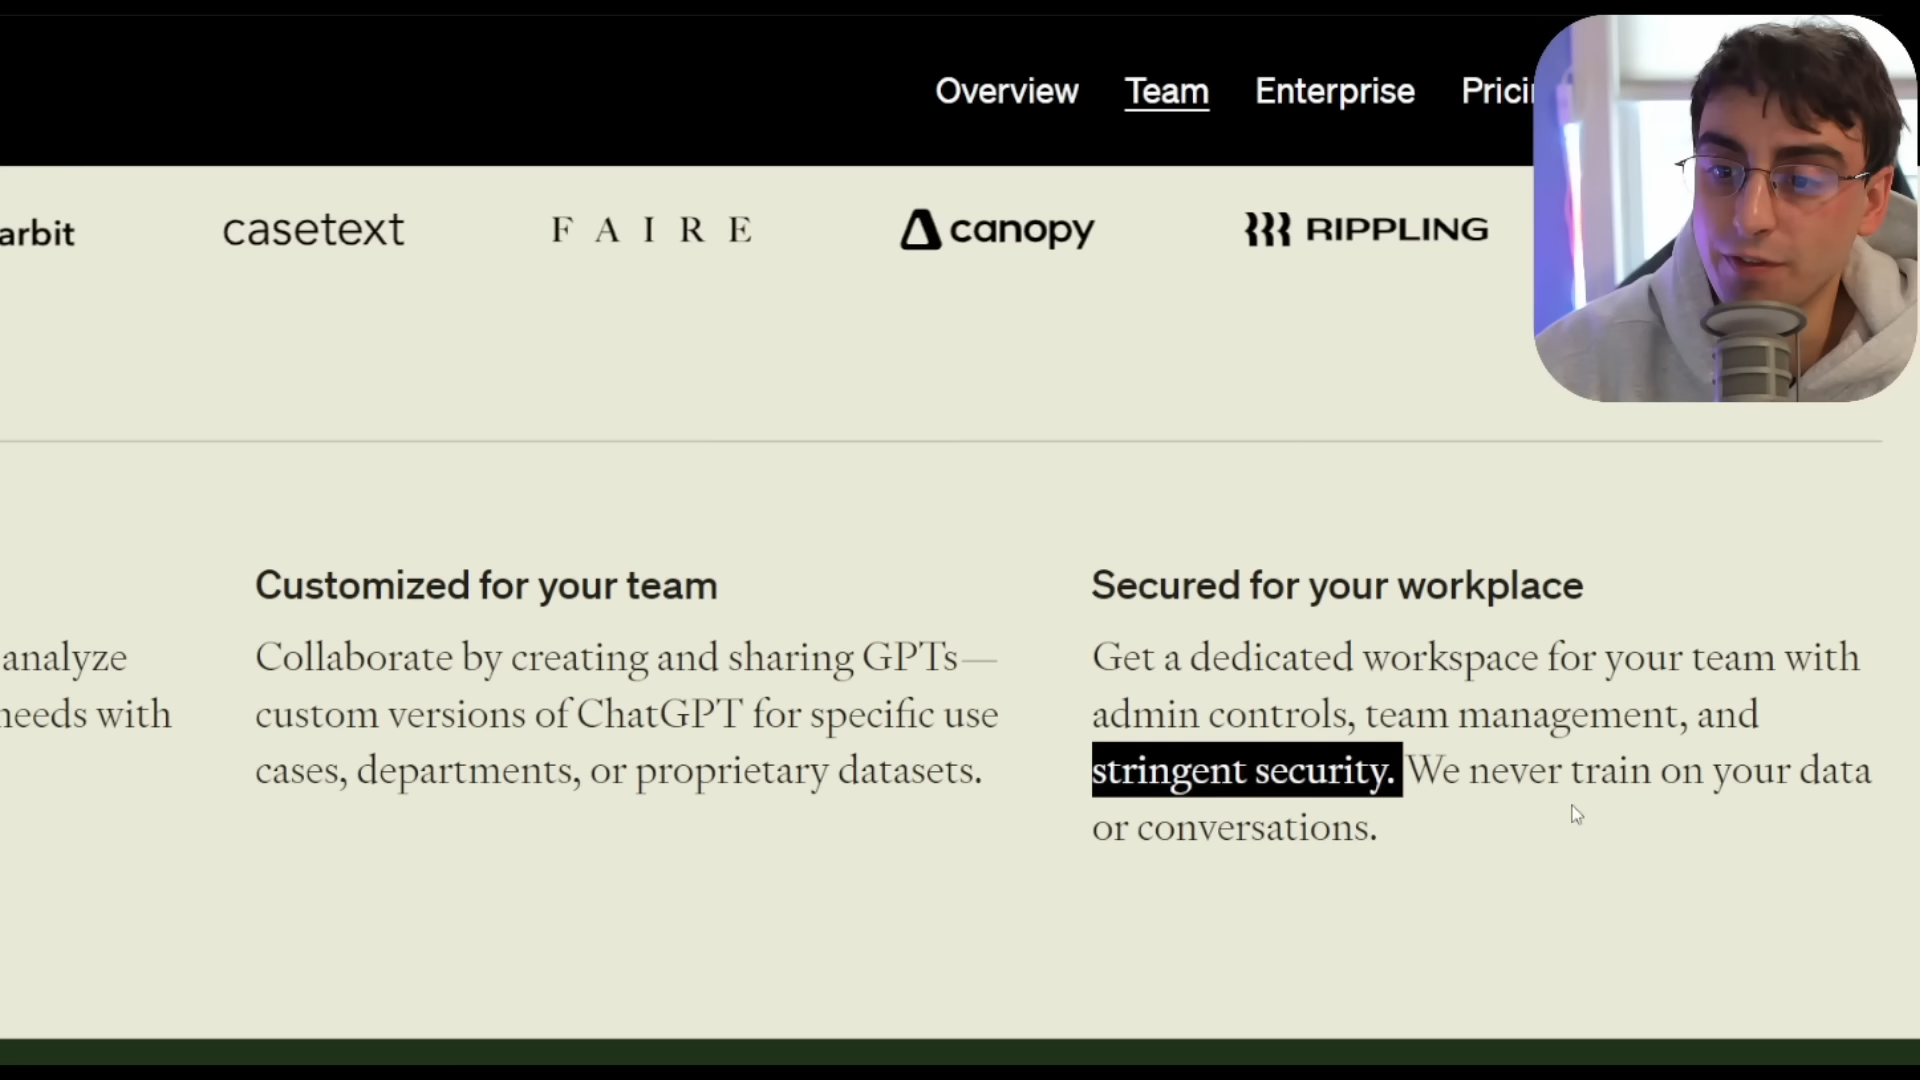 Overview Team Enterprise
arbit casetext FAIRE canopy RIPPLING
Customized for your team
Collaborate by creating and sharing GPTs—
custom versions of ChatGPT for specific use
cases, departments, or proprietary datasets.
Secured for your workplace
Get a dedicated workspace for your team with
admin controls, team management, and
stringent security. We never train on your data
or conversations.
analyze
needs with